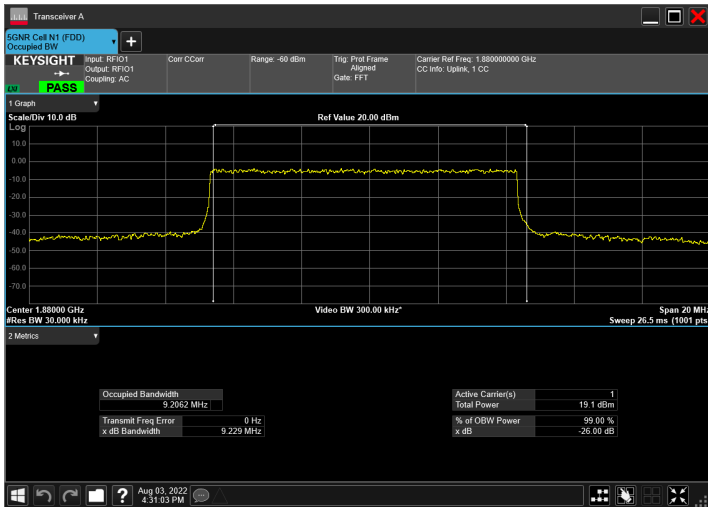 Transceiver A
5GNR Cell N1 (FDD)
Occupied BW
KEYSIGHT
Input: RFIO1
Output: RFIO1
Coupling: AC
Corr CCorr
Range: -60 dBm
Trig: Prot Frame
Aligned
Gate: FFT
Carrier Ref Freq: 1.880000000 GHz
CC Info: Uplink, 1 CC
LXI
PASS
1 Graph
Scale/Div 10.0 dB
Ref Value 20.00 dBm
Log
10.0
0.00
-10.0
-20.0
-30.0
-40.0
-50.0
-60.0
-70.0
Center 1.88000 GHz
Video BW 300.00 kHz*
Span 20 MHz
#Res BW 30.000 kHz
Sweep 26.5 ms (1001 pts
2 Metrics
Occupied Bandwidth
9.2062 MHz
Transmit Freq Error 0 Hz
x dB Bandwidth 9.229 MHz
Active Carrier(s) 1
Total Power 19.1 dBm
% of OBW Power 99.00 %
x dB -26.00 dB
?
Aug 03, 2022
4:31:03 PM